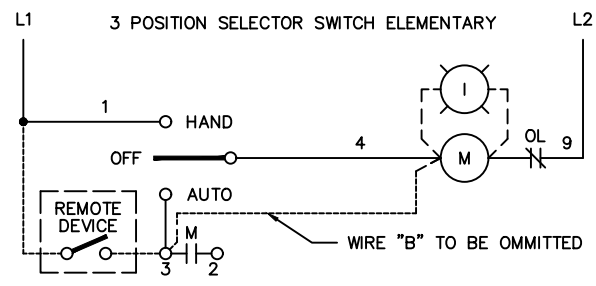 L1
3 POSITION SELECTOR SWITCH ELEMENTARY
L2
I
1
HAND
OL
4
9
OFF
M
AUTO
REMOTE
DEVICE
M
WIRE "B" TO BE OMMITTED
3
2